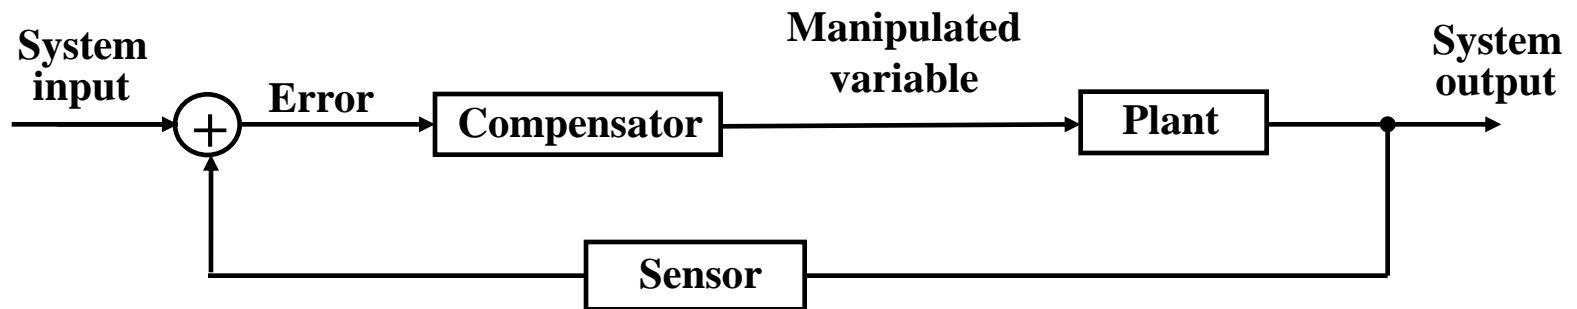 System
input
+
Error
Compensator
Manipulated
variable
Plant
System
output
Sensor